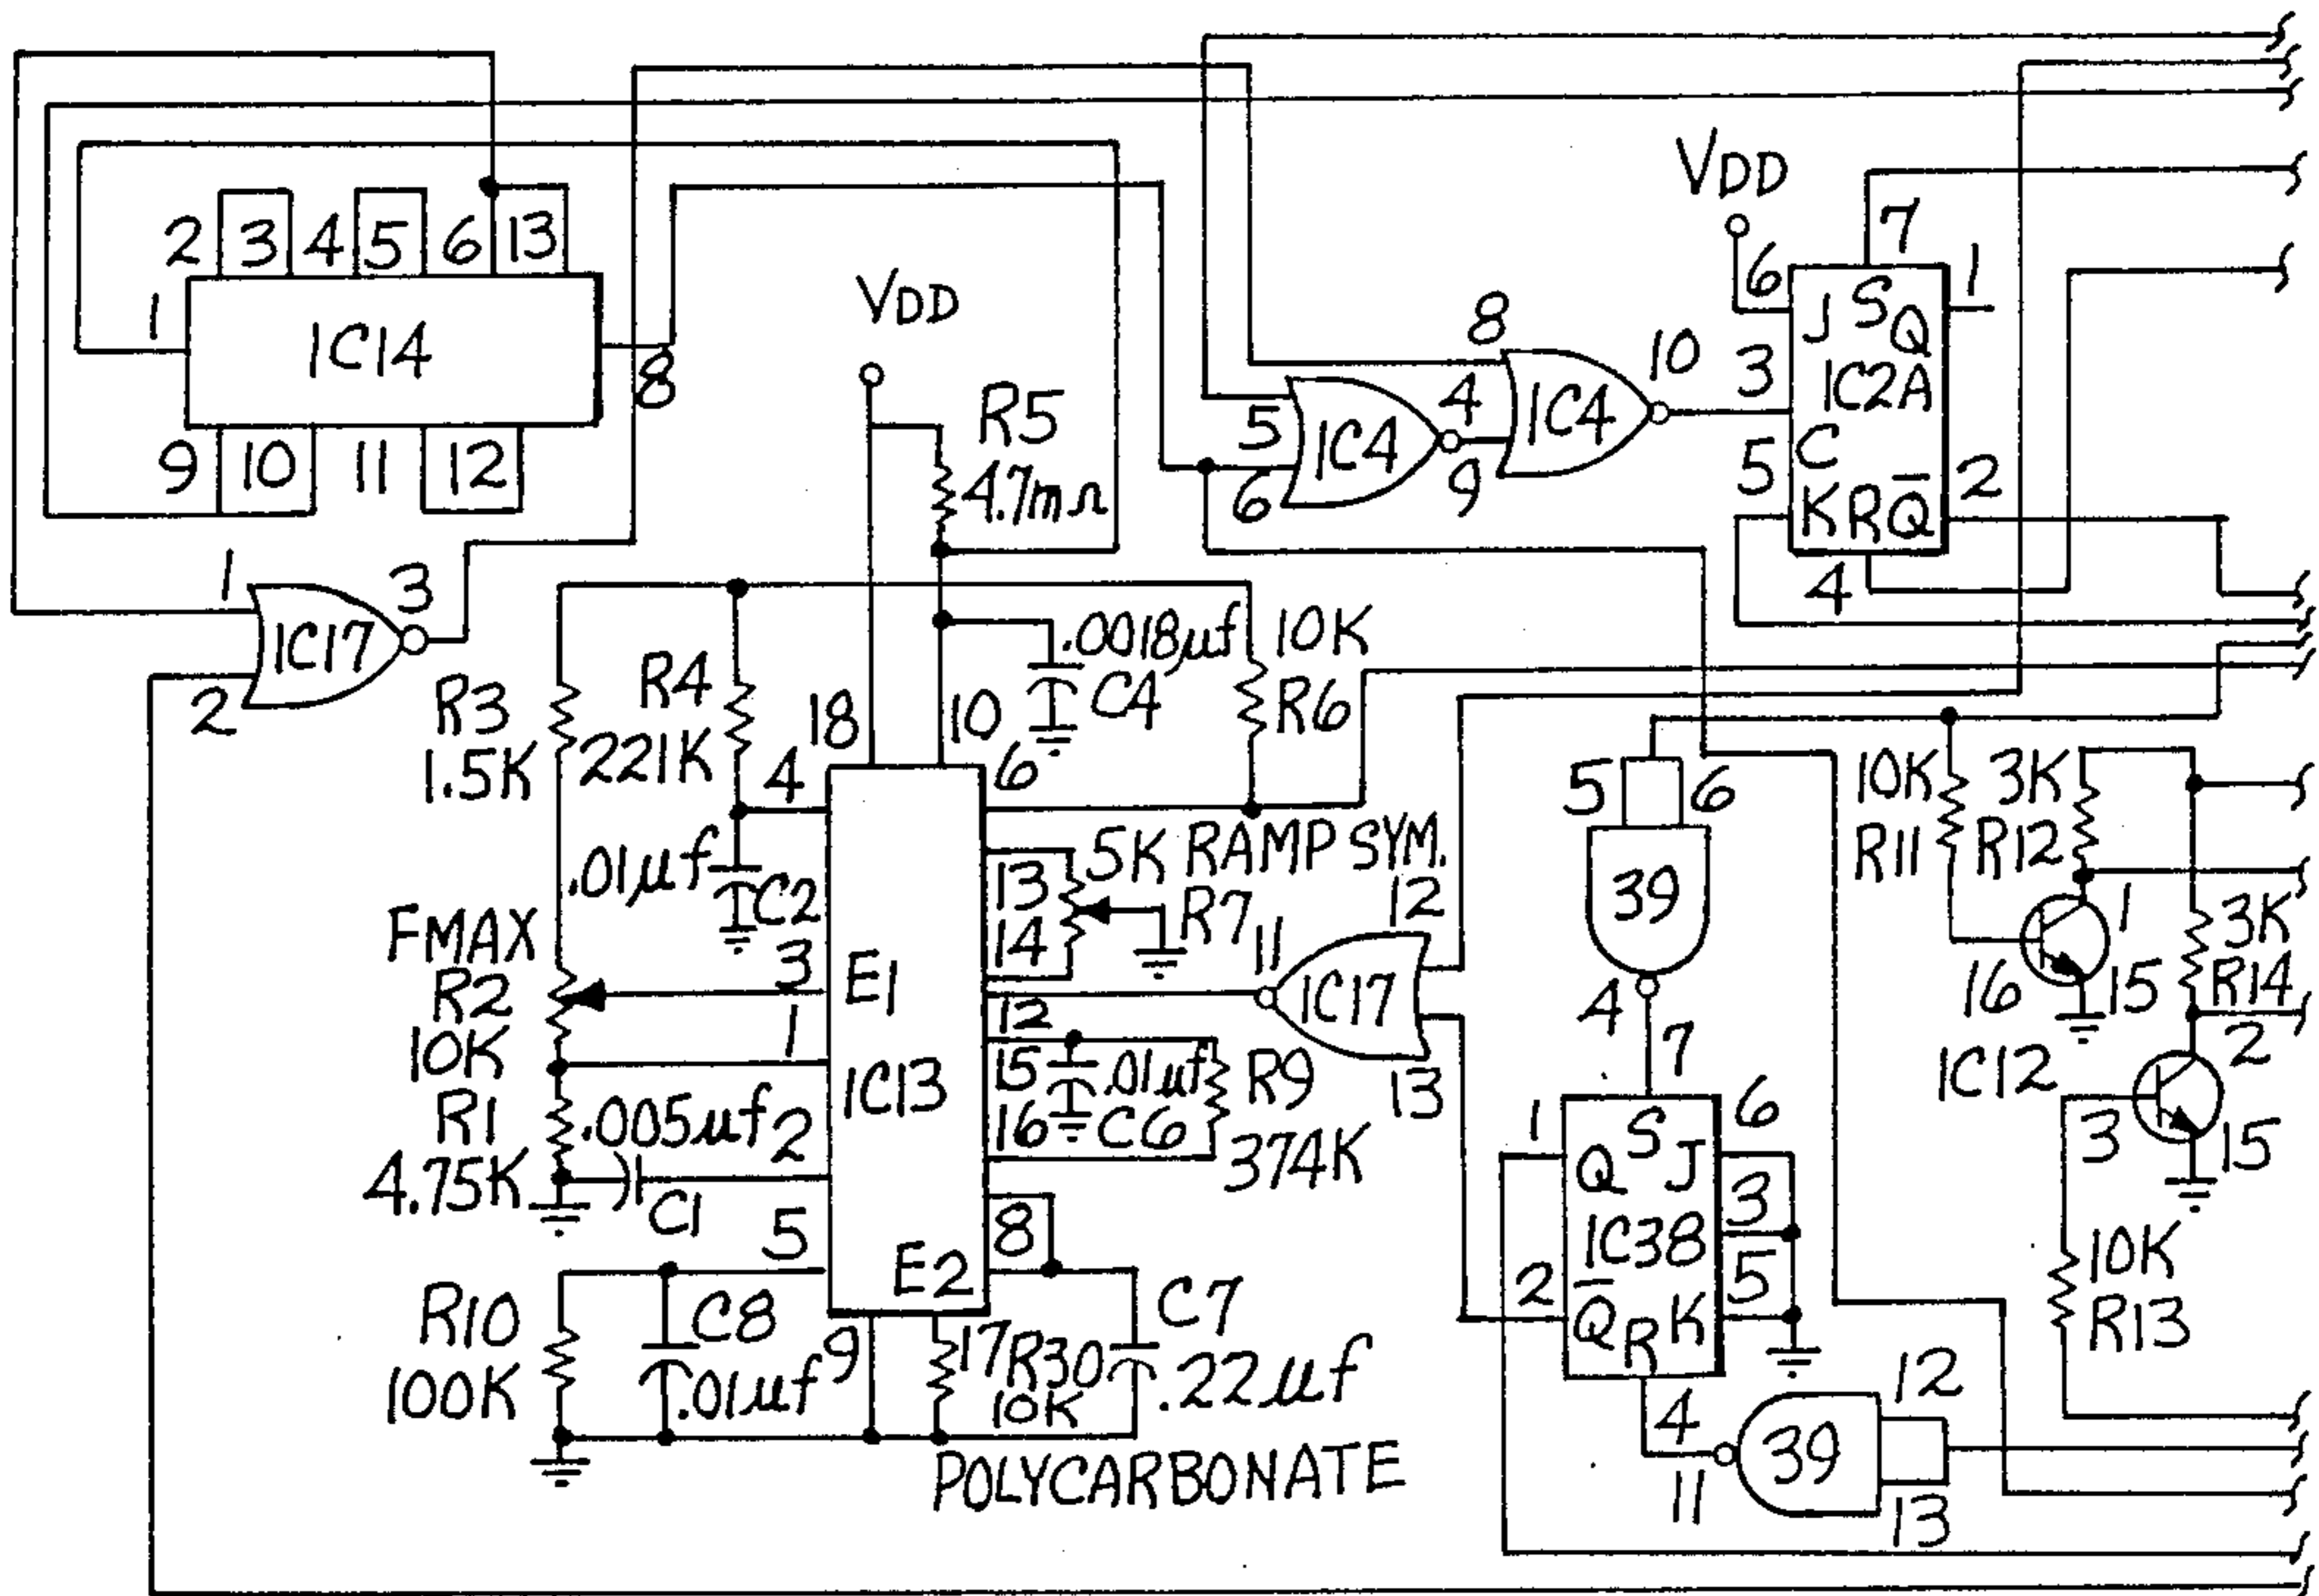 VDD
7
2 3 4 5 6 13
1
IC14
8
9 10 11 12
VDD
R5
4.7mΩ
8
10
6
1
J S Q
3
IC2A
5
4
IC4
IC4
6
9
5
C
K R Q̅
2
4
1
3
IC17
2
R3
1.5K
R4
221K
18
10
.0018µf
C4
10K
R6
4
6
.01µf
C2
13
14
5K RAMP SYM.
R7
FMAX
R2
10K
3
1
E1
IC13
12
11
IC17
12
13
15
16
.01µf
C6
R9
374K
R1
4.75K
.005µf
C1
2
5
8
E2
R10
100K
C8
.01µf
9
17
R30
10K
C7
.22µf
POLYCARBONATE
5
6
39
4
7
10K
R11
3K
R12
1
16
15
3K
R14
IC12
2
3
15
1
S
Q J
6
3
IC38
5
2
Q̅ R K
4
12
39
11
13
10K
R13